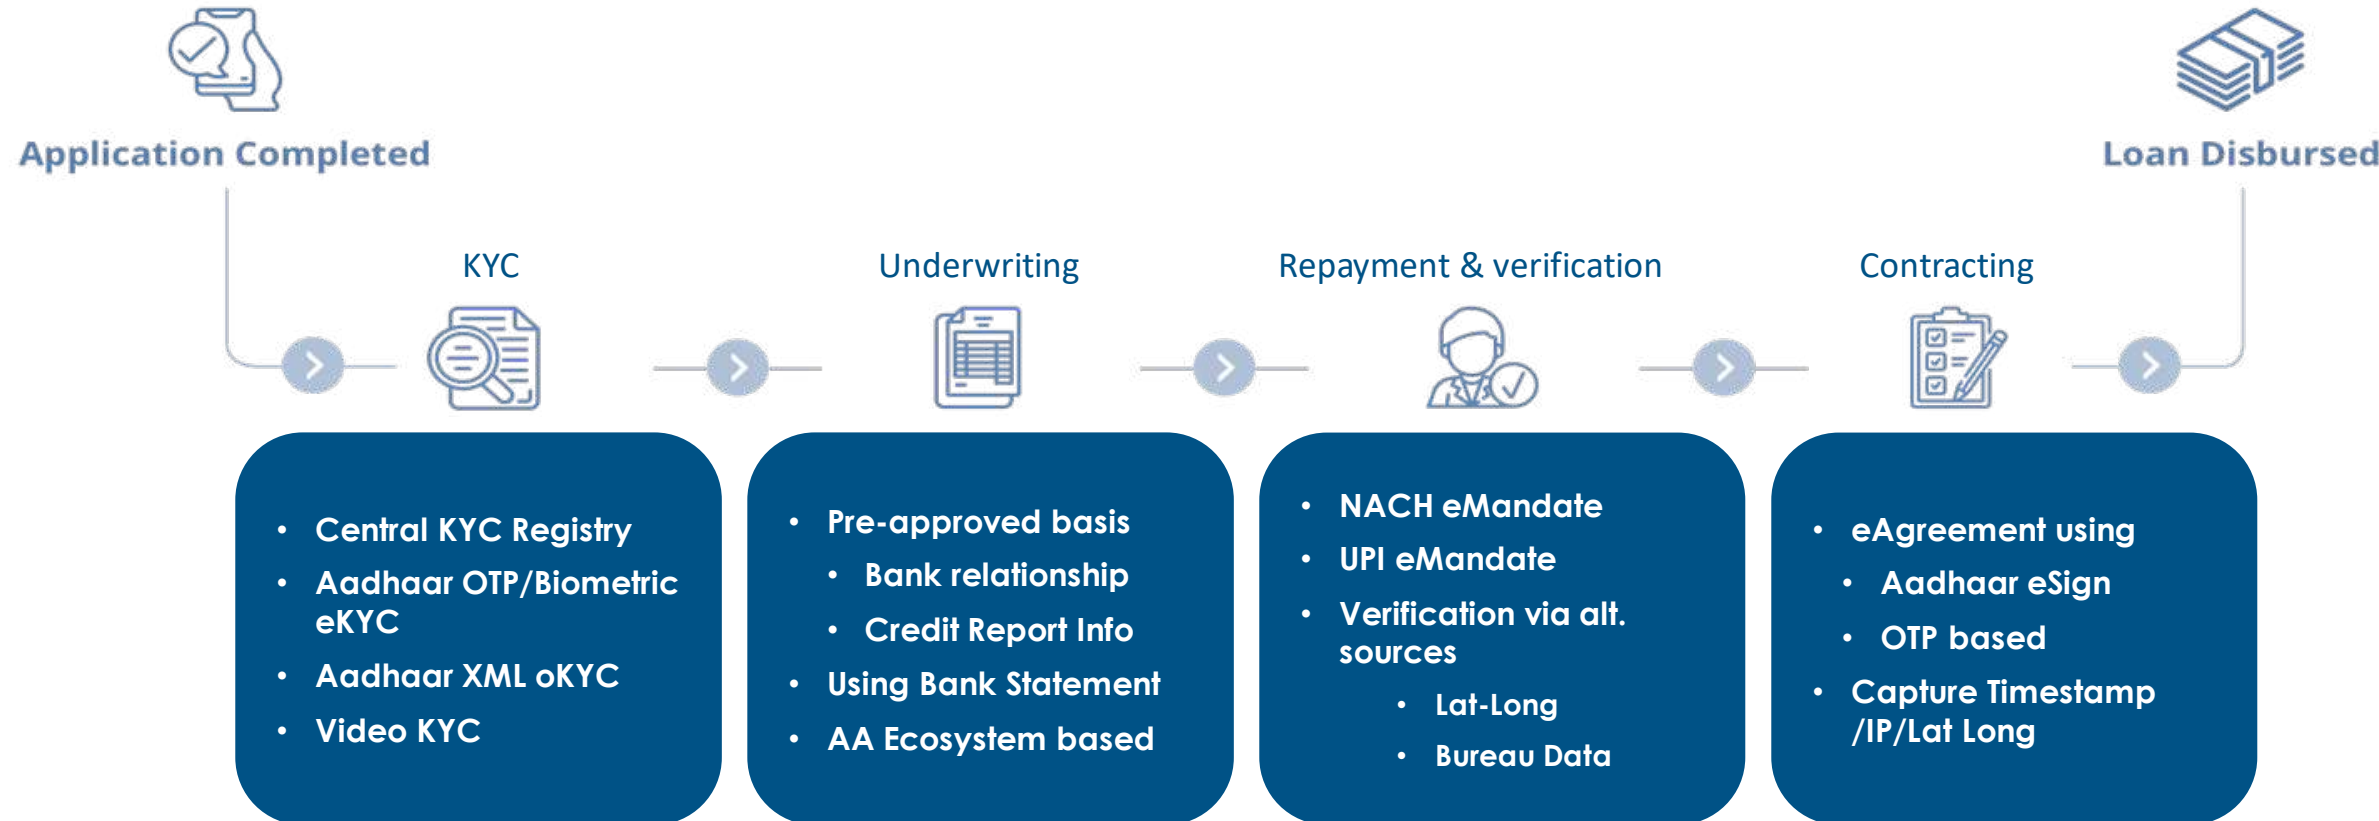 Application Completed
Loan Disbursed
KYC
Underwriting
Repayment & verification
Contracting
• Central KYC Registry
• Aadhaar OTP/Biometric
eKYC
• Aadhaar XML oKYC
• Video KYC
• Pre-approved basis
• Bank relationship
• Credit Report Info
• Using Bank Statement
• AA Ecosystem based
• NACH eMandate
• UPI eMandate
• Verification via alt.
sources
• Lat-Long
• Bureau Data
• eAgreement using
• Aadhaar eSign
• OTP based
• Capture Timestamp
/IP/Lat Long